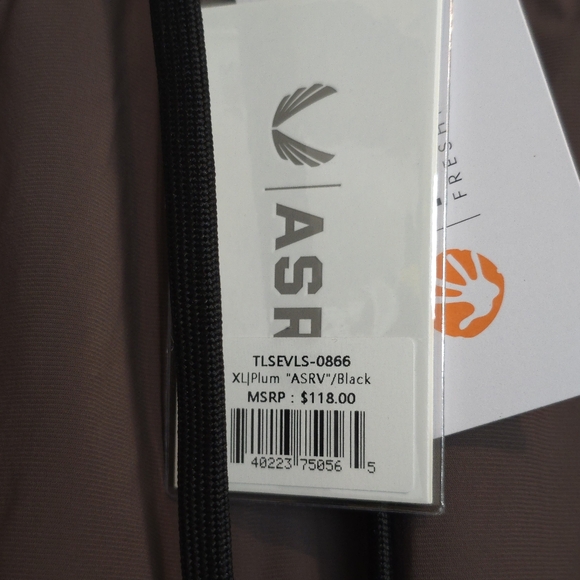 ASR
TLSEVLS-0866
XL|Plum "ASRV"/Black
MSRP : $118.00
40223 75056 5
FRESH